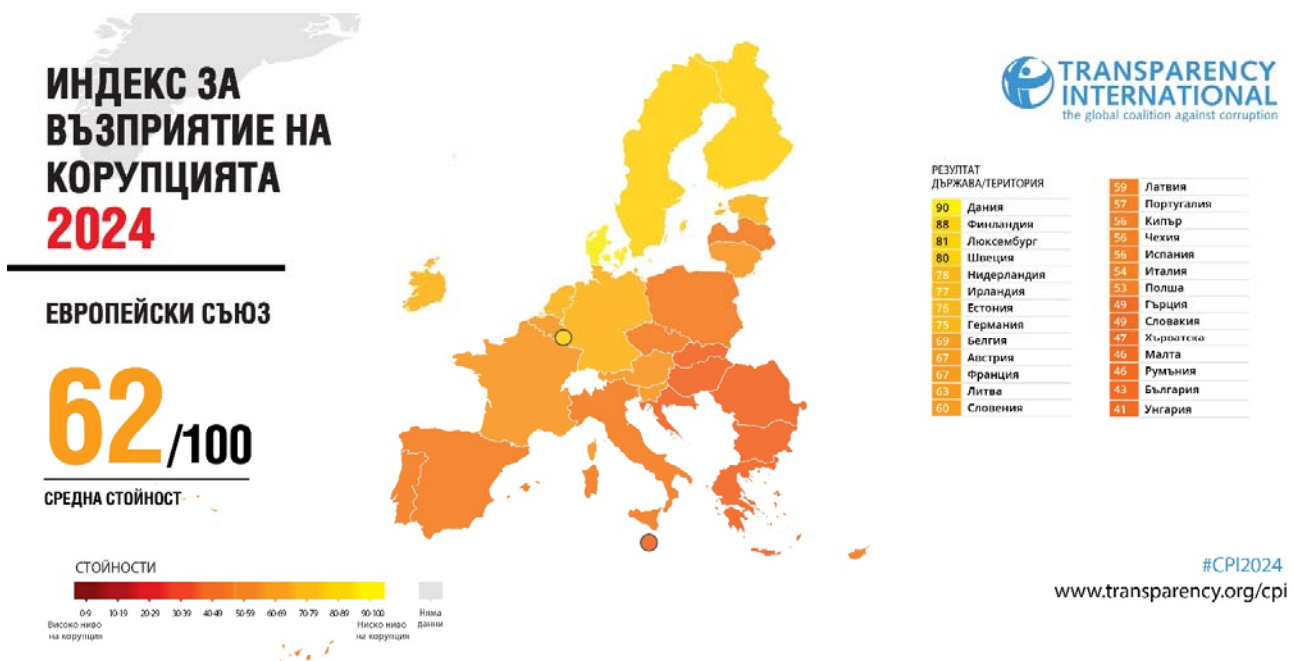 ИНДЕКС ЗА
ВЪЗПРИЯТИЕ НА
КОРУПЦИЯТА
2024
ЕВРОПЕЙСКИ СЪЮЗ
62/100
СРЕДНА СТОЙНОСТ
СТОЙНОСТИ
0-9 10-19 20-29 30-39 40-49 50-59 60-69 70-79 80-89 90-100 Няма данни
Високо ниво на корупция
Ниско ниво на корупция
TRANSPARENCY
INTERNATIONAL
the global coalition against corruption
РЕЗУЛТАТ
ДЪРЖАВА/ТЕРИТОРИЯ
90 Дания
88 Финландия
81 Люксембург
80 Швеция
78 Нидерландия
77 Ирландия
76 Естония
75 Германия
69 Белгия
67 Австрия
67 Франция
63 Литва
60 Словения
59 Латвия
57 Португалия
56 Кипър
56 Чехия
56 Испания
54 Италия
53 Полша
49 Гърция
49 Словакия
47 Хърватска
46 Малта
46 Румъния
43 България
41 Унгария
#CPI2024
www.transparency.org/cpi